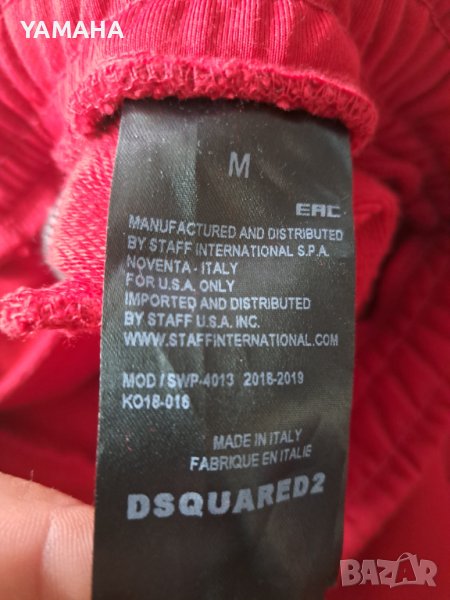 YAMAHA
M
EAC
MANUFACTURED AND DISTRIBUTED
BY STAFF INTERNATIONAL S.P.A.
NOVENTA - ITALY
FOR U.S.A. ONLY
IMPORTED AND DISTRIBUTED
BY STAFF U.S.A. INC.
WWW.STAFFINTERNATIONAL.COM
MOD / SWP-4013 2018-2019
KO18-016
MADE IN ITALY
FABRIQUE EN ITALIE
DSQUARED2
BAZAR